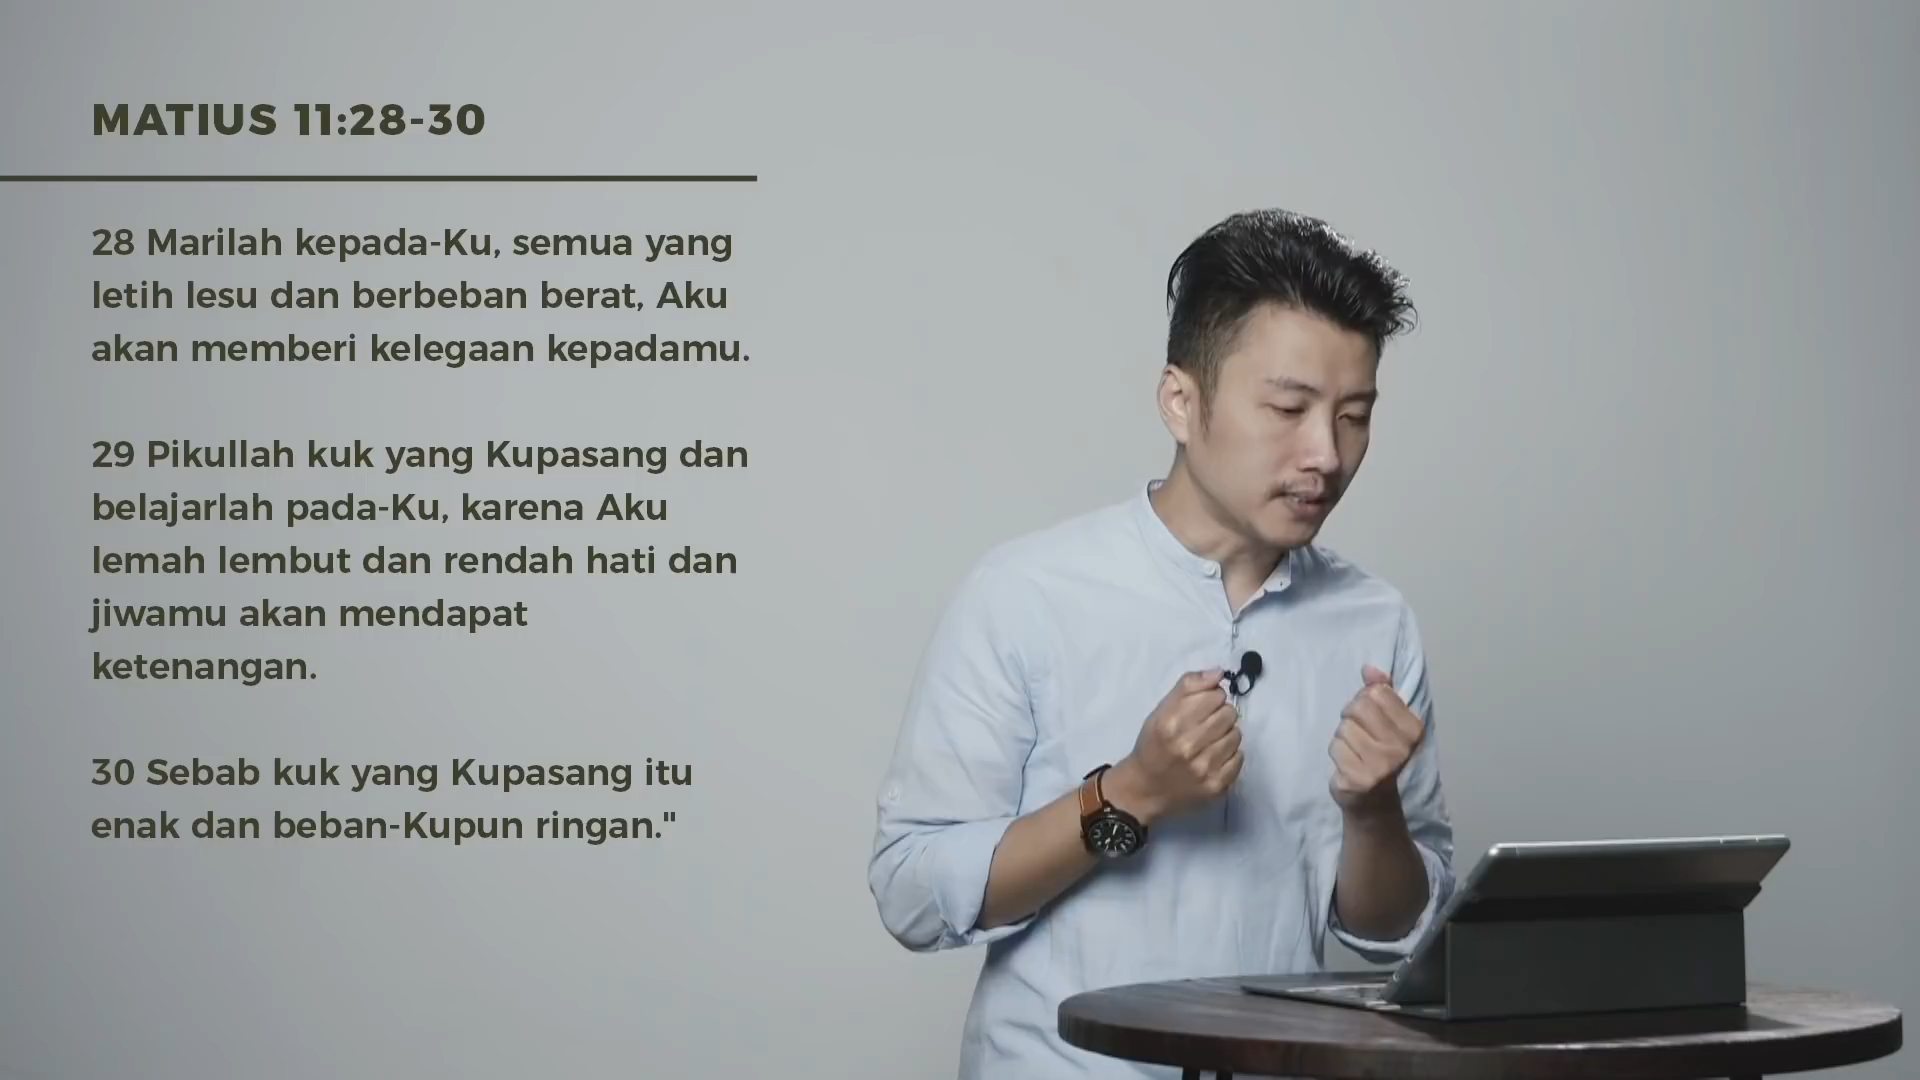 MATIUS 11:28-30
28 Marilah kepada-Ku, semua yang
letih lesu dan berbeban berat, Aku
akan memberi kelegaan kepadamu.
29 Pikullah kuk yang Kupasang dan
belajarlah pada-Ku, karena Aku
lemah lembut dan rendah hati dan
jiwamu akan mendapat
ketenangan.
30 Sebab kuk yang Kupasang itu
enak dan beban-Kupun ringan."